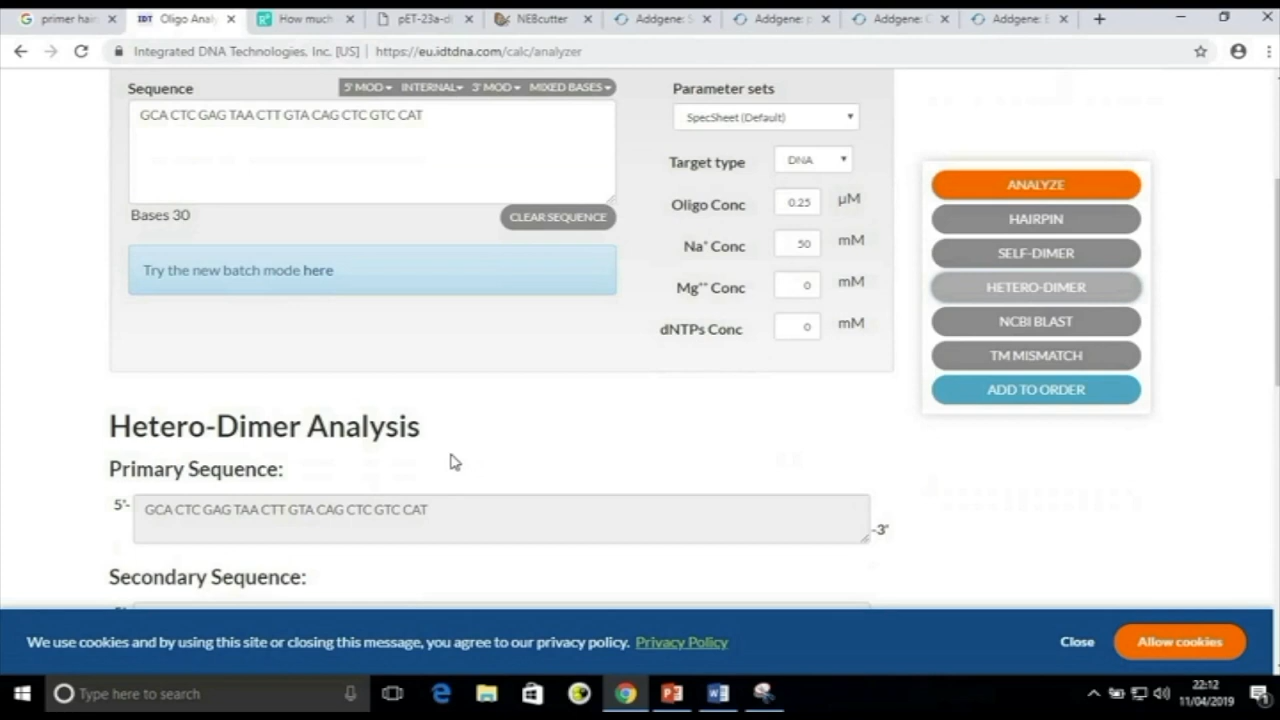 primer hair
IDT Oligo Anal
How much
pET-23a-d
NEBcutter
Addgene: S
Addgene: p
Addgene: C
Addgene: E
Integrated DNA Technologies, Inc. [US] | https://eu.idtdna.com/calc/analyzer
Sequence
5' MOD INTERNAL 3' MOD MIXED BASES
GCA CTC GAG TAA CTT GTA CAG CTC GTC CAT
Bases 30
CLEAR SEQUENCE
Try the new batch mode here
Parameter sets
SpecSheet (Default)
Target type DNA
Oligo Conc 0.25 µM
Na⁺ Conc 50 mM
Mg⁺⁺ Conc 0 mM
dNTPs Conc 0 mM
ANALYZE
HAIRPIN
SELF-DIMER
HETERO-DIMER
NCBI BLAST
TM MISMATCH
ADD TO ORDER
Hetero-Dimer Analysis
Primary Sequence:
5'- GCA CTC GAG TAA CTT GTA CAG CTC GTC CAT -3'
Secondary Sequence:
We use cookies and by using this site or closing this message, you agree to our privacy policy. Privacy Policy
Close
Allow cookies
Type here to search
22:12
11/04/2019